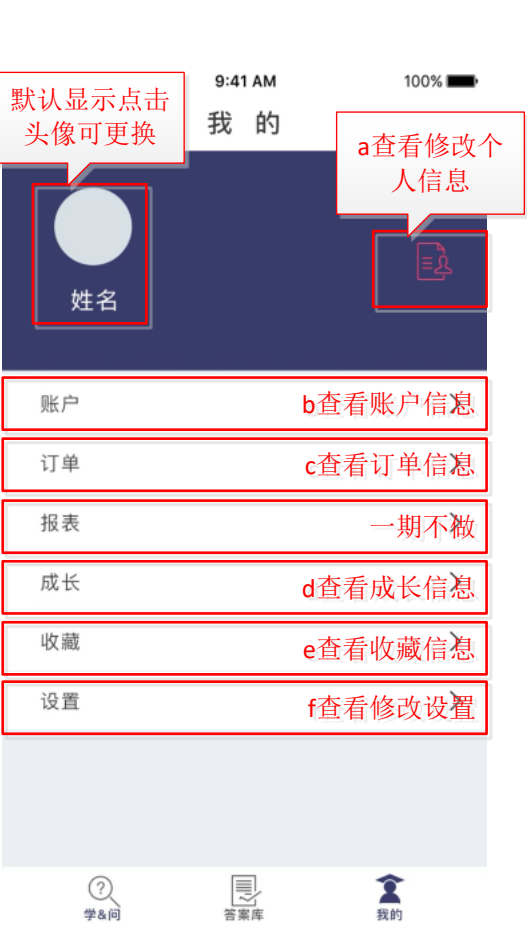 9:41 AM
100%
默认显示点击
头像可更换
我 的
a查看修改个
人信息
姓名
账户
b查看账户信息
订单
c查看订单信息
报表
一期不做
成长
d查看成长信息
收藏
e查看收藏信息
设置
f查看修改设置
学&问
答案库
我的